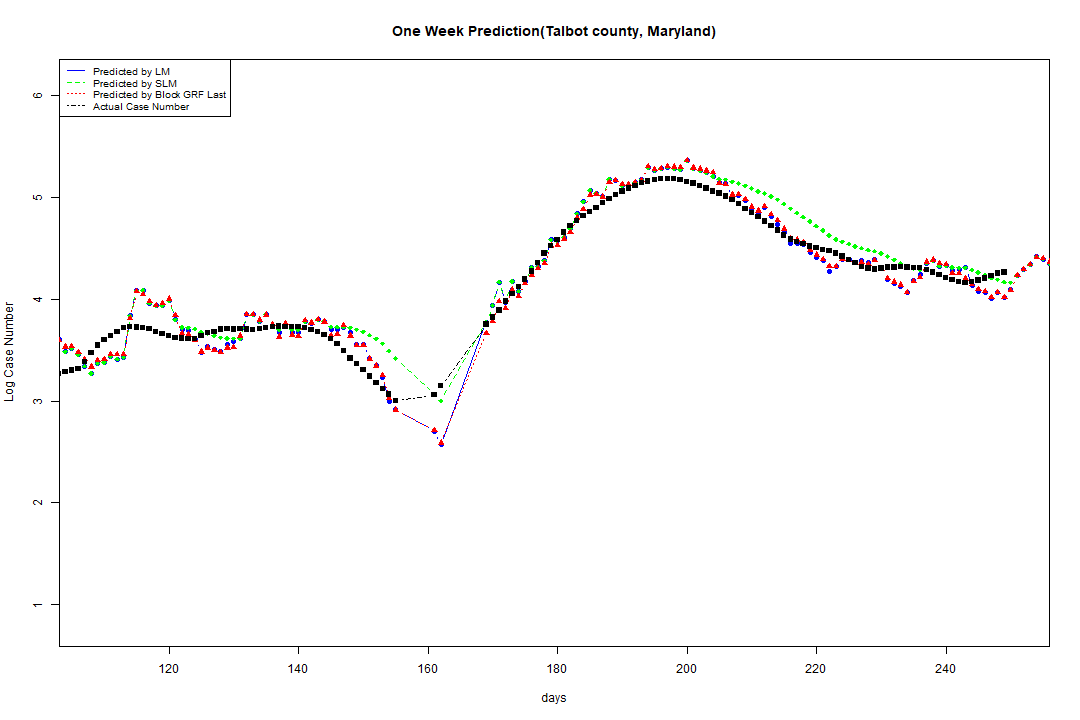 One Week Prediction(Talbot county, Maryland)
Predicted by LM
Predicted by SLM
Predicted by Block GRF Last
Actual Case Number
6
5
4
3
2
1
Log Case Number
120 140 160 180 200 220 240
days